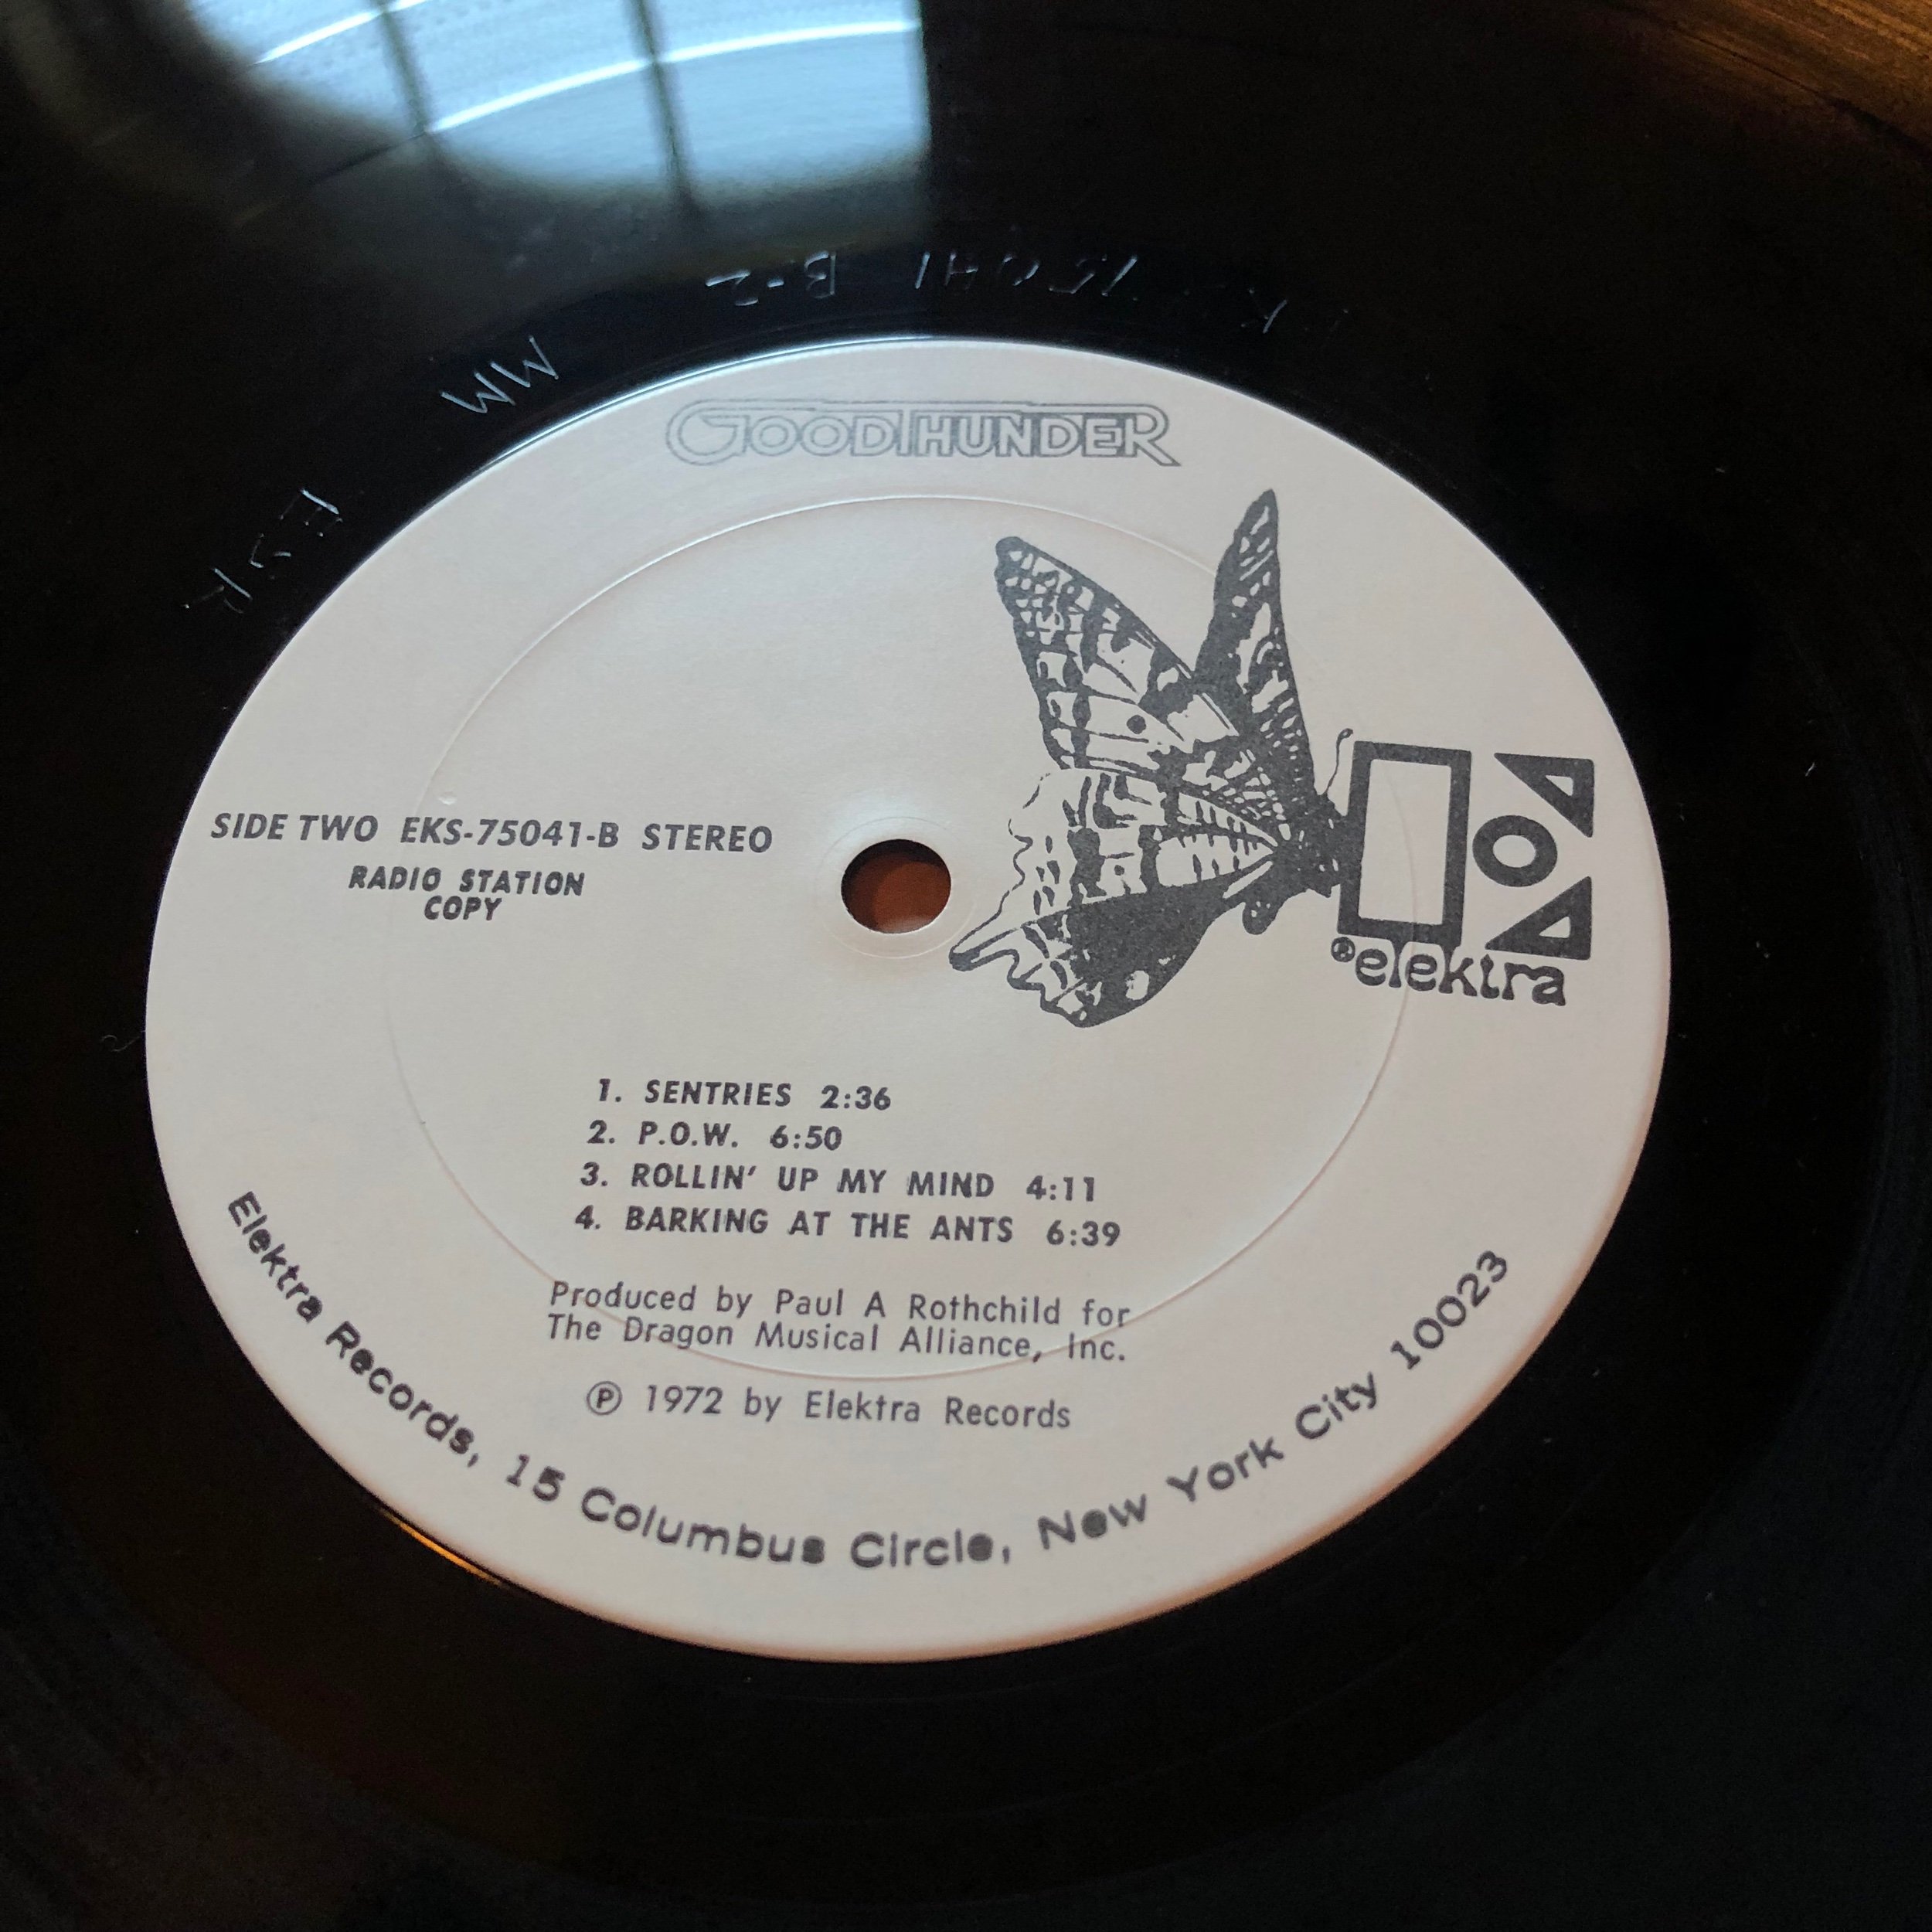 GOODTHUNDER
SIDE TWO EKS-75041-B STEREO
RADIO STATION
COPY
®elektra
1. SENTRIES 2:36
2. P.O.W. 6:50
3. ROLLIN' UP MY MIND 4:11
4. BARKING AT THE ANTS 6:39
Produced by Paul A Rothchild for
The Dragon Musical Alliance, Inc.
℗ 1972 by Elektra Records
Elektra Records, 15 Columbus Circle, New York City 10023
75041 B-2
MM